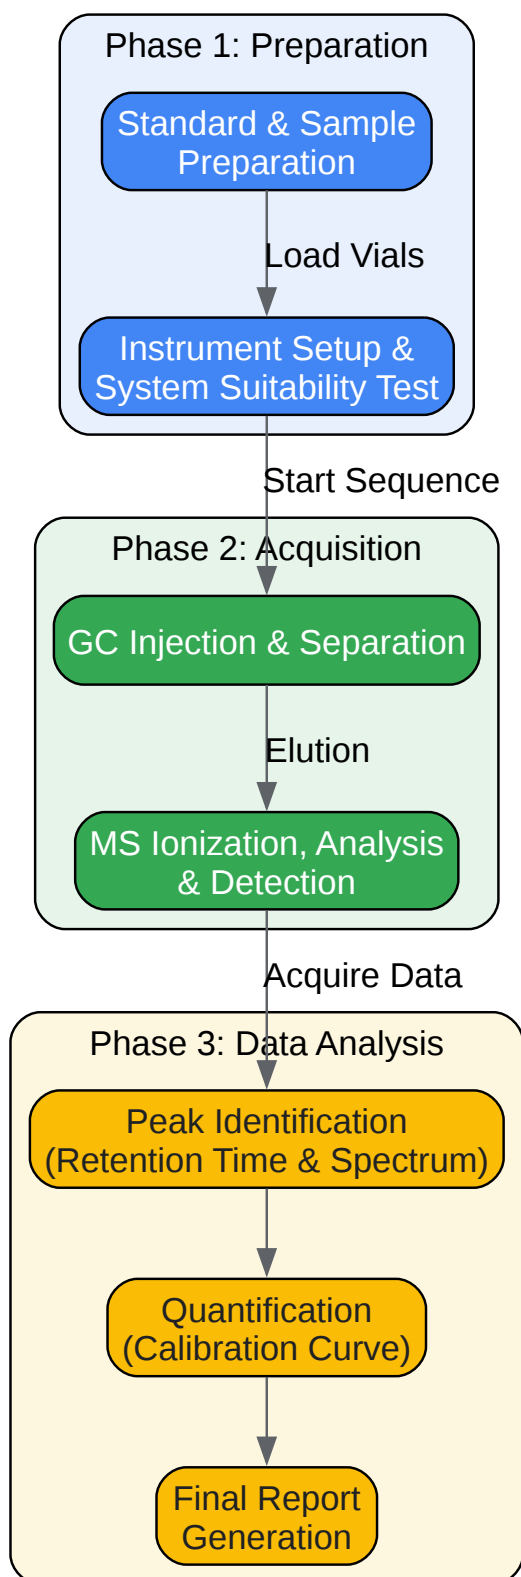 Phase 1: Preparation
Standard & Sample
Preparation
Load Vials
Instrument Setup &
System Suitability Test
Start Sequence
Phase 2: Acquisition
GC Injection & Separation
Elution
MS Ionization, Analysis
& Detection
Acquire Data
Phase 3: Data Analysis
Peak Identification
(Retention Time & Spectrum)
Quantification
(Calibration Curve)
Final Report
Generation